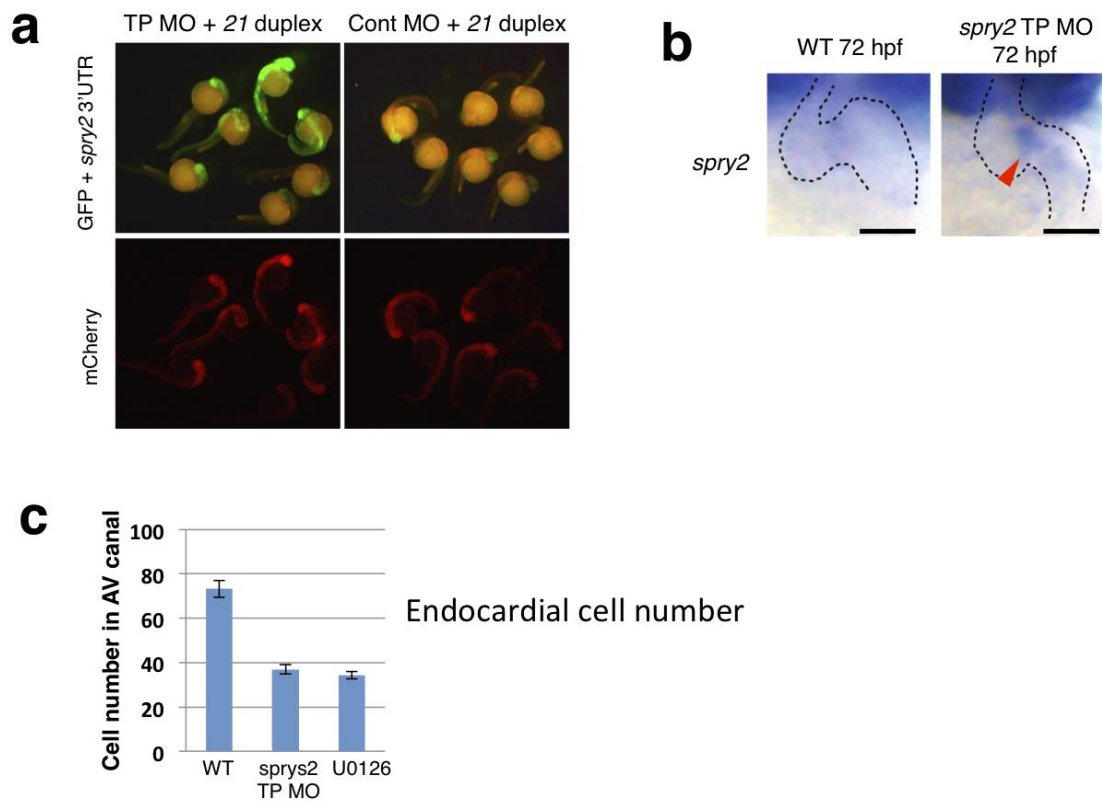 a
TP MO + 21 duplex
Cont MO + 21 duplex
GFP + spry2 3'UTR
mCherry
b
WT 72 hpf
spry2 TP MO
72 hpf
spry2
c
Cell number in AV canal
100
80
60
40
20
0
WT
sprys2
TP MO
U0126
Endocardial cell number